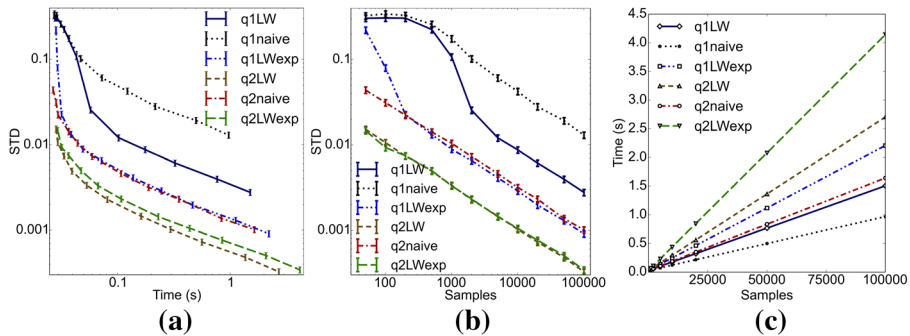 STD
0.1
0.01
0.001
q1LW
q1naive
q1LWexp
q2LW
q2naive
q2LWexp
0.1
1
Time (s)
(a)
STD
0.1
0.01
0.001
q1LW
q1naive
q1LWexp
q2LW
q2naive
q2LWexp
100
1000
10000
100000
Samples
(b)
Time (s)
4.5
4.0
3.5
3.0
2.5
2.0
1.5
1.0
0.5
q1LW
q1naive
q1LWexp
q2LW
q2naive
q2LWexp
25000
50000
75000
100000
Samples
(c)